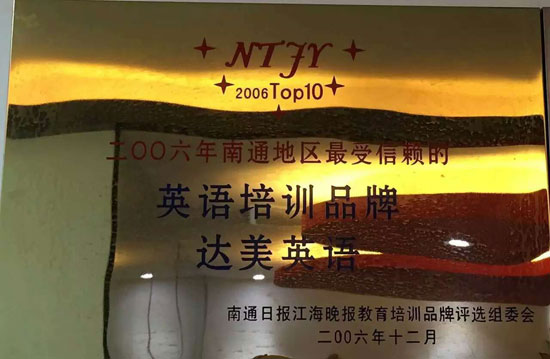 NTJY
2006Top10
二〇〇六年南通地区最受信赖的
英语培训品牌
达美英语
南通日报江海晚报教育培训品牌评选组委会
二〇〇六年十二月